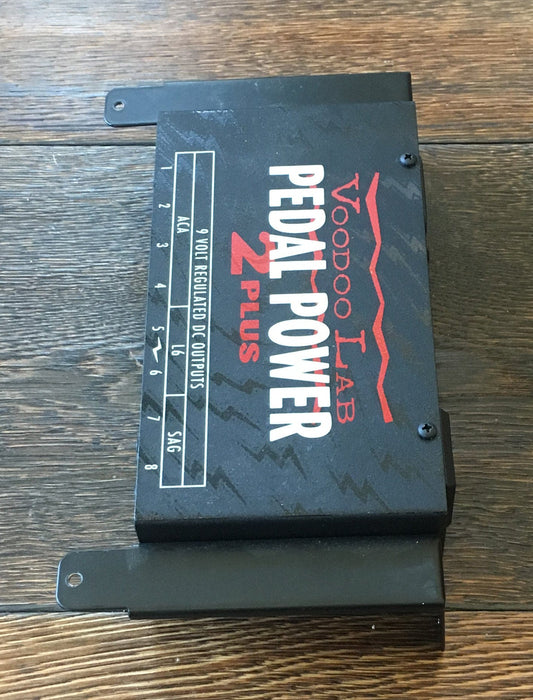 VOODOO LAB
PEDAL POWER
2 PLUS
9 VOLT REGULATED DC OUTPUTS
ACA L6 SAG
1 2 3 4 5 6 7 8